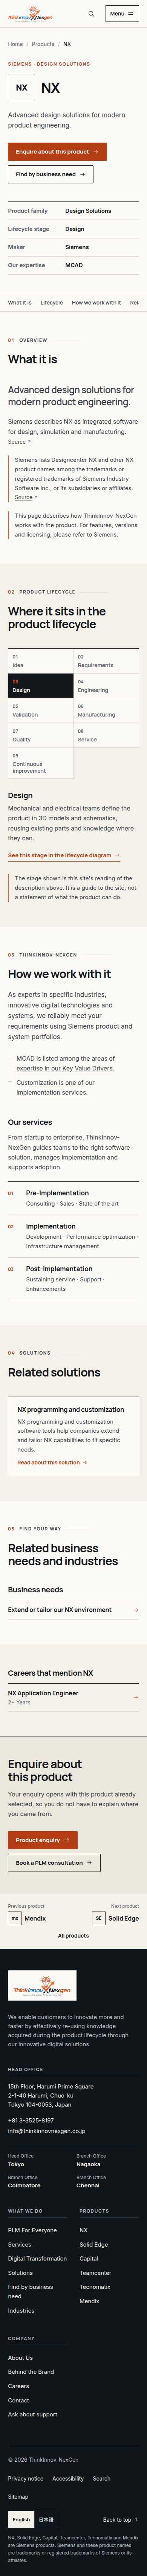 ThinkInnovNexgen
Menu
Home / Products / NX
SIEMENS · DESIGN SOLUTIONS
NX
NX
Advanced design solutions for modern
product engineering.
Enquire about this product →
Find by business need →
Product family Design Solutions
Lifecycle stage Design
Maker Siemens
Our expertise MCAD
What it is Lifecycle How we work with it
01 OVERVIEW
What it is
Advanced design solutions for
modern product engineering.
Siemens describes NX as integrated software
for design, simulation and manufacturing.
Source ↗
Siemens lists Designcenter NX and other NX
product names among the trademarks or
registered trademarks of Siemens Industry
Software Inc., or its subsidiaries or affiliates.
Source ↗
This page describes how ThinkInnov-NexGen
works with the product. For features, versions
and licensing, please refer to Siemens.
02 PRODUCT LIFECYCLE
Where it sits in the
product lifecycle
01
Idea
02
Requirements
03
Design
04
Engineering
05
Validation
06
Manufacturing
07
Quality
08
Service
09
Continuous
improvement
Design
Mechanical and electrical teams define the
product in 3D models and schematics,
reusing existing parts and knowledge where
they can.
See this stage in the lifecycle diagram →
The stage shown is this site's reading of the
description above. It is a guide to the site, not
a statement of what the product can do.
03 THINKINNOV-NEXGEN
How we work with it
As experts in specific industries,
innovative digital technologies and
systems, we reliably meet your
requirements using Siemens product and
system portfolios.
MCAD is listed among the areas of
expertise in our Key Value Drivers.
Customization is one of our
implementation services.
Our services
From startup to enterprise, ThinkInnov-
NexGen guides teams to the right software
solution, manages implementation and
supports adoption.
01 Pre-Implementation
Consulting · Sales · State of the art
02 Implementation
Development · Performance optimization ·
Infrastructure management
03 Post-Implementation
Sustaining service · Support ·
Enhancements
04 SOLUTIONS
Related solutions
NX programming and customization
NX programming and customization
software tools help companies extend
and tailor NX capabilities to specific
needs.
Read about this solution →
05 FIND YOUR WAY
Related business
needs and industries
Business needs
Extend or tailor our NX environment →
Careers that mention NX
NX Application Engineer
2+ Years →
Enquire about
this product
Your enquiry opens with this product already
selected, so you do not have to explain where
you came from.
Product enquiry →
Book a PLM consultation →
Previous product
mx Mendix
Next product
SE Solid Edge
All products
ThinkInnovNexgen
We enable customers to innovate more and
faster by effectively re-using knowledge
acquired around the product lifecycle through
our innovative digital solutions.
HEAD OFFICE
15th Floor, Harumi Prime Square
2-1-40 Harumi, Chuo-ku
Tokyo 104-0053, Japan
+81 3-3525-8197
info@thinkinnovnexgen.co.jp
Head Office
Tokyo
Branch Office
Nagaoka
Branch Office
Coimbatore
Branch Office
Chennai
WHAT WE DO
PLM For Everyone
Services
Digital Transformation
Solutions
Find by business
need
Industries
PRODUCTS
NX
Solid Edge
Capital
Teamcenter
Tecnomatix
Mendix
COMPANY
About Us
Behind the Brand
Careers
Contact
Ask about support
© 2026 ThinkInnov-NexGen
Privacy notice Accessibility Search
Sitemap
English 日本語
Back to top ↑
NX, Solid Edge, Capital, Teamcenter, Tecnomatix and Mendix
are Siemens products. Siemens and these product names
are trademarks or registered trademarks of Siemens or its
affiliates.